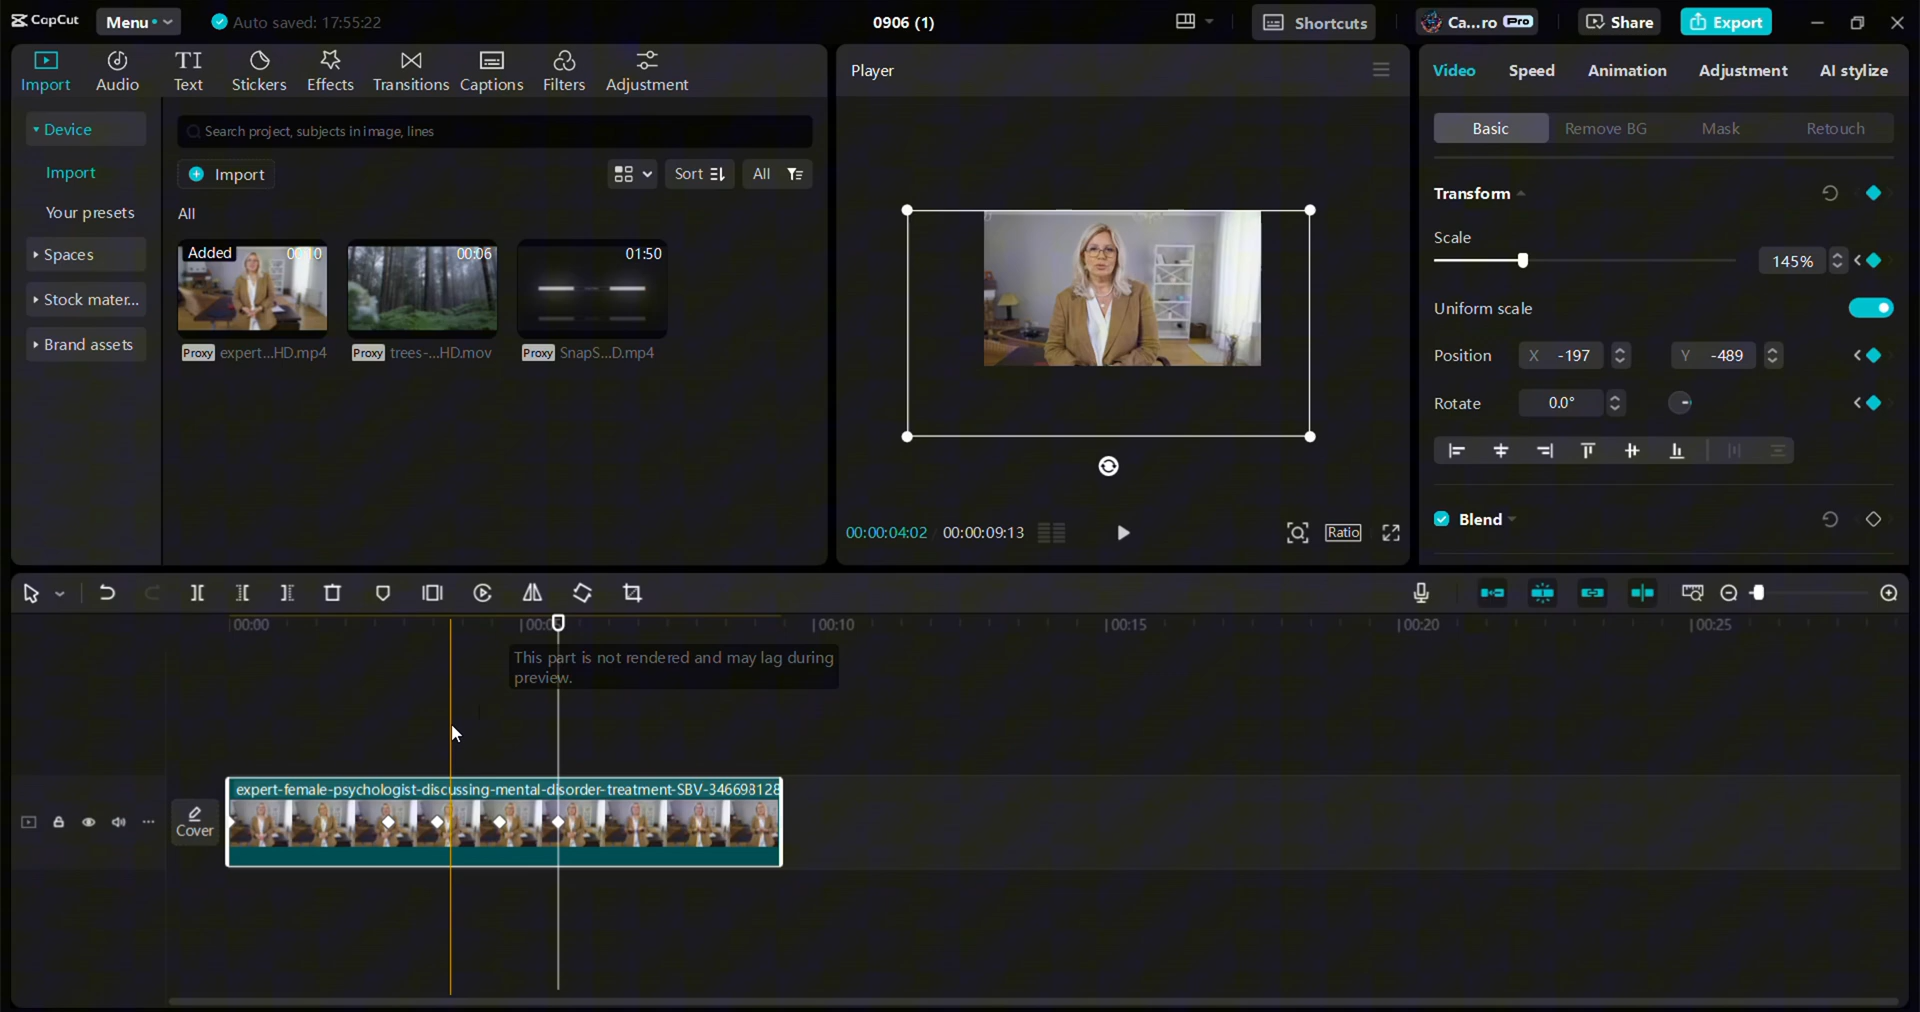 CapCut Menu Auto saved: 17:55:22 0906 (1) Shortcuts Ca...ro Pro Share Export
Import Audio Text Stickers Effects Transitions Captions Filters Adjustment
Device
Import
Your presets
Spaces
Stock mater...
Brand assets
Search project, subjects in image, lines
Import Sort All
All
Added 00:10 00:06 01:50
Proxy expert...HD.mp4 Proxy trees-...HD.mov Proxy SnapS...D.mp4
Player
00:00:04:02 00:00:09:13 Ratio
Video Speed Animation Adjustment AI stylize
Basic Remove BG Mask Retouch
Transform
Scale
145%
Uniform scale
Position X -197 Y -489
Rotate 0.0°
Blend
00:00 00:10 00:15 00:20 00:25
This part is not rendered and may lag during
preview.
Cover
expert-female-psychologist-discussing-mental-disorder-treatment-SBV-346698128